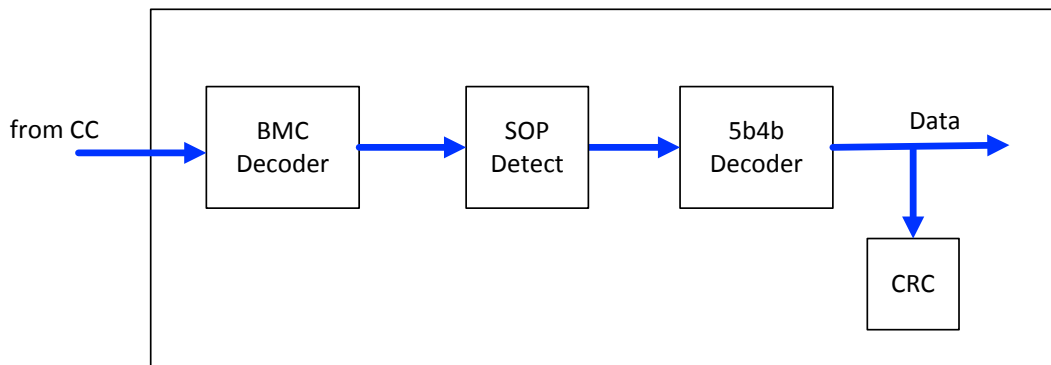 from CC
BMC
Decoder
SOP
Detect
5b4b
Decoder
Data
CRC